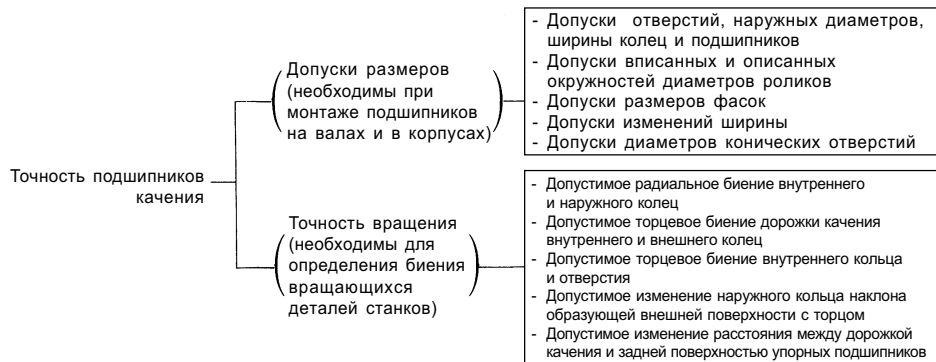 Точность подшипников
качения
Допуски размеров
(необходимы при
монтаже подшипников
на валах и в корпусах)
- Допуски отверстий, наружных диаметров,
ширины колец и подшипников
- Допуски вписанных и описанных
окружностей диаметров роликов
- Допуски размеров фасок
- Допуски изменений ширины
- Допуски диаметров конических отверстий
Точность вращения
(необходимы для
определения биения
вращающихся
деталей станков)
- Допустимое радиальное биение внутреннего
и наружного колец
- Допустимое торцевое биение дорожки качения
внутреннего и внешнего колец
- Допустимое торцевое биение внутреннего кольца
и отверстия
- Допустимое изменение наружного кольца наклона
образующей внешней поверхности с торцом
- Допустимое изменение расстояния между дорожкой
качения и задней поверхностью упорных подшипников